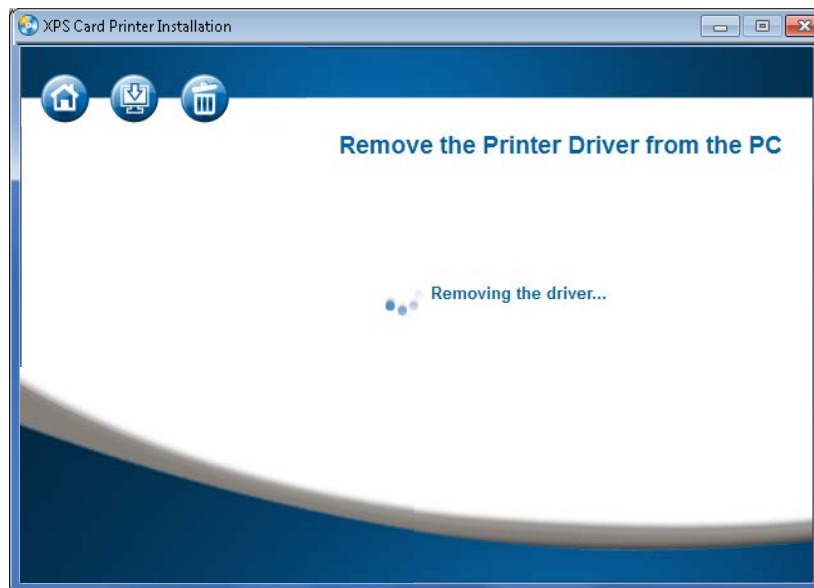 XPS Card Printer Installation
Remove the Printer Driver from the PC
Removing the driver...